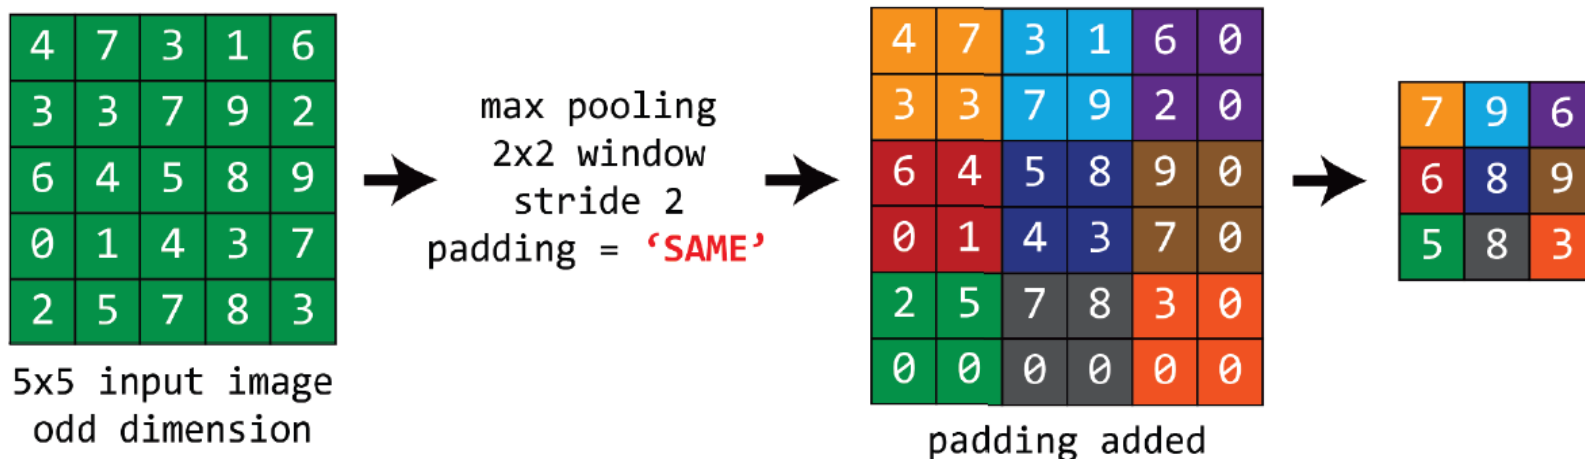 4 7 3 1 6
3 3 7 9 2
6 4 5 8 9
0 1 4 3 7
2 5 7 8 3
5x5 input image
odd dimension
max pooling
2x2 window
stride 2
padding = ‘SAME’
4 7 3 1 6 0
3 3 7 9 2 0
6 4 5 8 9 0
0 1 4 3 7 0
2 5 7 8 3 0
0 0 0 0 0 0
padding added
7 9 6
6 8 9
5 8 3